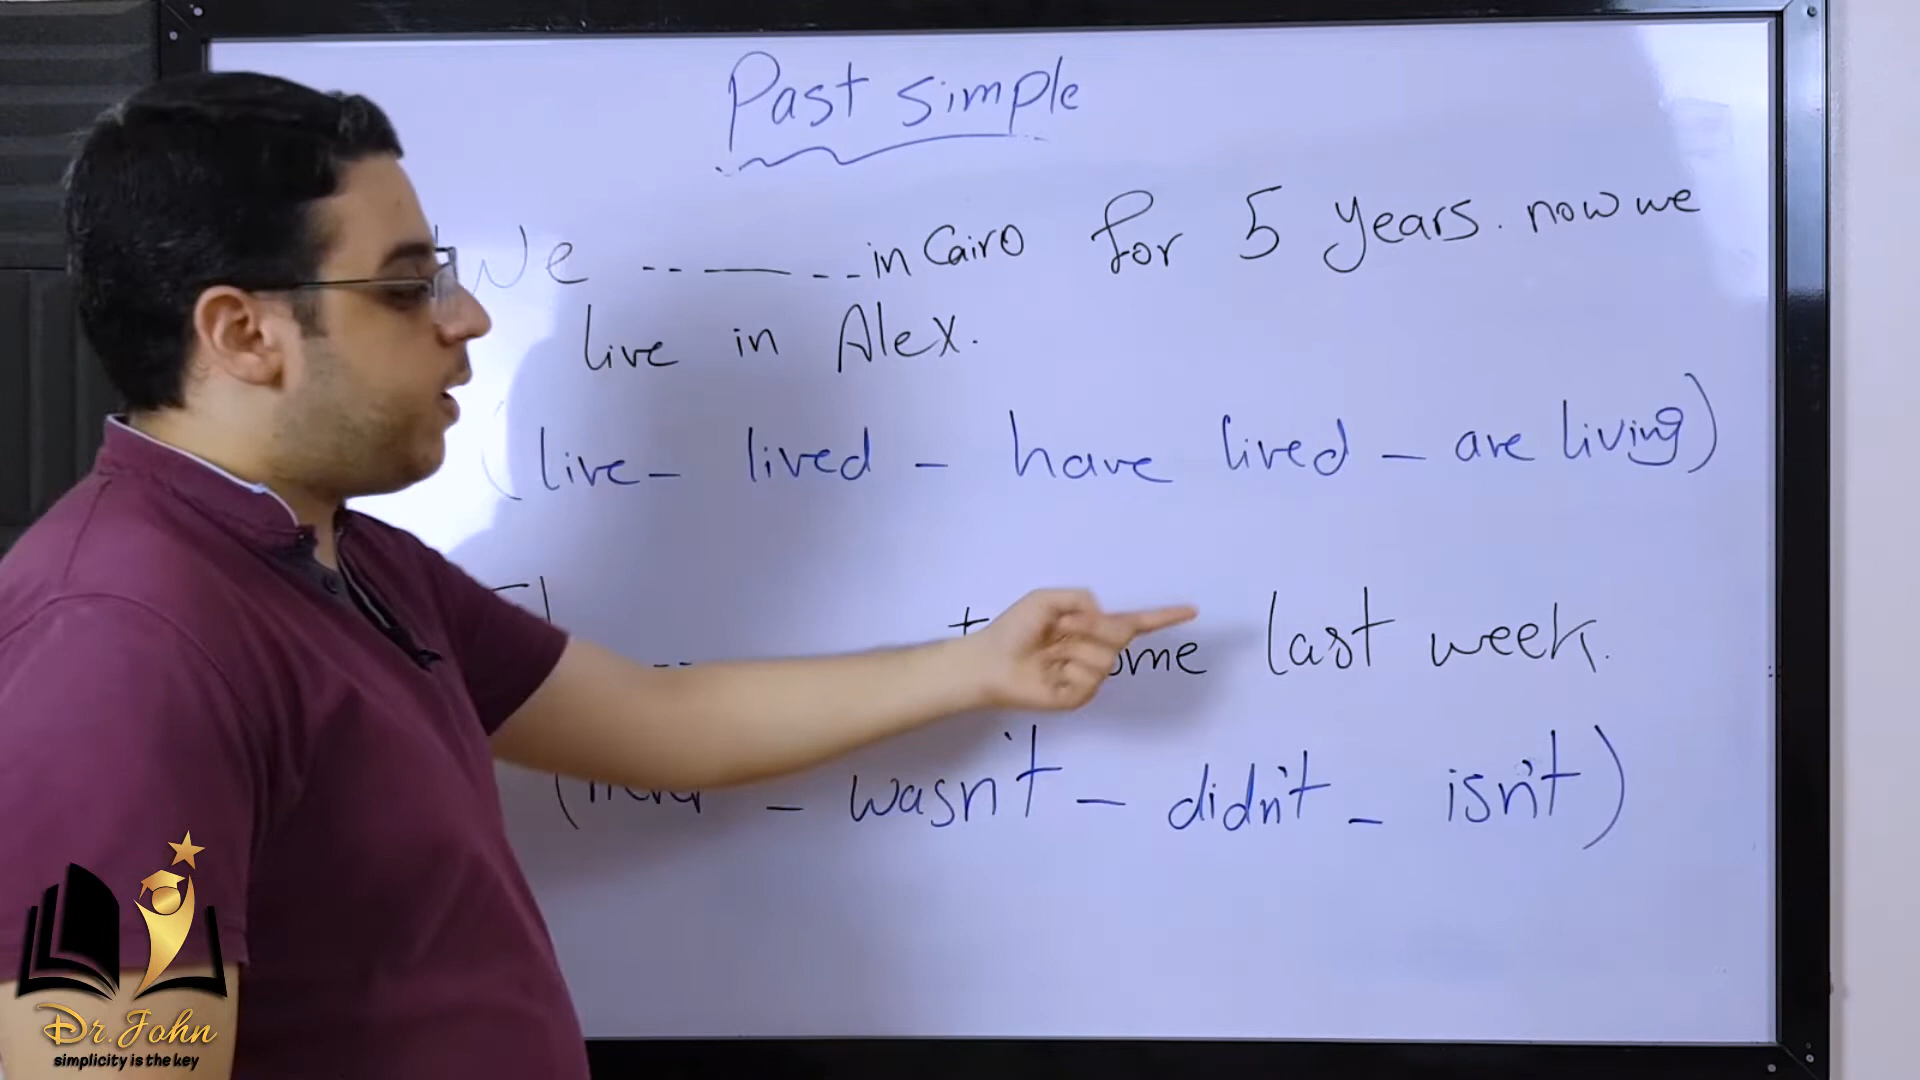 Past simple
We ------- in Cairo for 5 years. now we
live in Alex.
(live - lived - have lived - are living)
-- last week.
- wasn't - didn't - isn't)
Dr. John
simplicity is the key